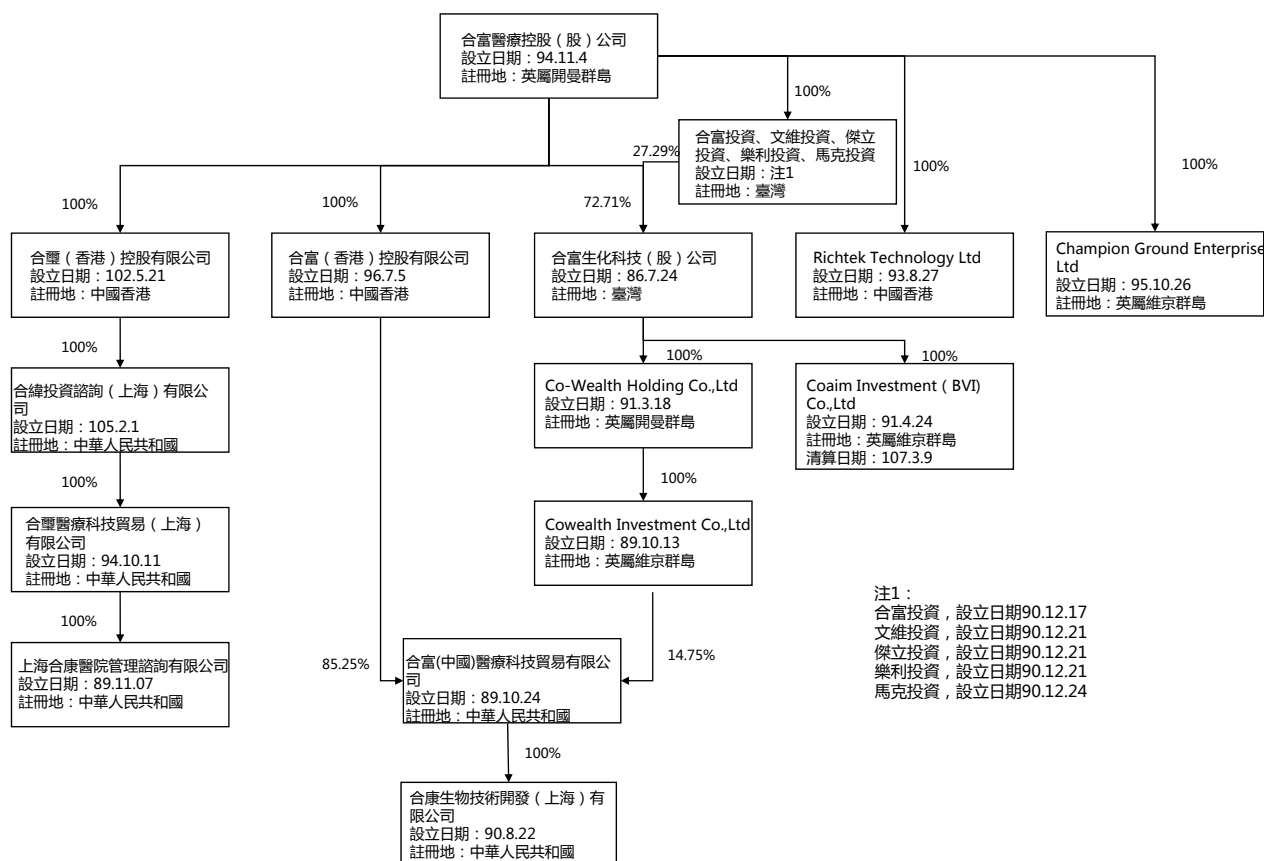 合富醫療控股（股）公司
設立日期：94.11.4
註冊地：英屬開曼群島
100%
合富投資、文維投資、傑立
投資、樂利投資、馬克投資
設立日期：注1
註冊地：臺灣
27.29%
100%
100%
100%
100%
72.71%
合璽（香港）控股有限公司
設立日期：102.5.21
註冊地：中國香港
合富（香港）控股有限公司
設立日期：96.7.5
註冊地：中國香港
合富生化科技（股）公司
設立日期：86.7.24
註冊地：臺灣
Richtek Technology Ltd
設立日期：93.8.27
註冊地：中國香港
Champion Ground Enterprise
Ltd
設立日期：95.10.26
註冊地：英屬維京群島
100%
100%
100%
合緯投資諮詢（上海）有限公
司
設立日期：105.2.1
註冊地：中華人民共和國
Co-Wealth Holding Co.,Ltd
設立日期：91.3.18
註冊地：英屬開曼群島
Coaim Investment（BVI)
Co.,Ltd
設立日期：91.4.24
註冊地：英屬維京群島
清算日期：107.3.9
100%
100%
合璽醫療科技貿易（上海）
有限公司
設立日期：94.10.11
註冊地：中華人民共和國
Cowealth Investment Co.,Ltd
設立日期：89.10.13
註冊地：英屬維京群島
100%
上海合康醫院管理諮詢有限公司
設立日期：89.11.07
註冊地：中華人民共和國
85.25%
合富(中國)醫療科技貿易有限公
司
設立日期：89.10.24
註冊地：中華人民共和國
14.75%
注1：
合富投資，設立日期90.12.17
文維投資，設立日期90.12.21
傑立投資，設立日期90.12.21
樂利投資，設立日期90.12.21
馬克投資，設立日期90.12.24
100%
合康生物技術開發（上海）有
限公司
設立日期：90.8.22
註冊地：中華人民共和國